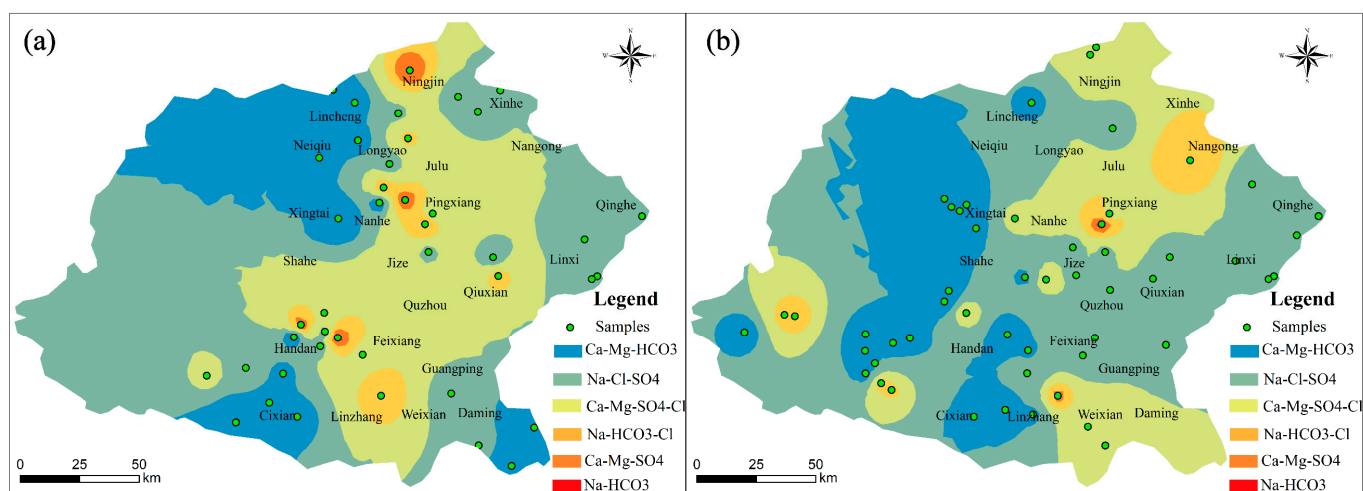 (a)
N
W E
S
Ningjin
Xinhe
Lincheng
Neiqiu
Longyao
Nangong
Julu
Xingtai
Nanhe
Pingxiang
Qinghe
Shahe
Jize
Linxi
Qiuxian
Quzhou
Handan
Feixiang
Guangping
Cixian
Linzhang
Weixian
Daming
Legend
Samples
Ca-Mg-HCO3
Na-Cl-SO4
Ca-Mg-SO4-Cl
Na-HCO3-Cl
Ca-Mg-SO4
Na-HCO3
0 25 50
km
(b)
N
W E
S
Ningjin
Xinhe
Lincheng
Neiqiu
Longyao
Nangong
Julu
Xingtai
Nanhe
Pingxiang
Qinghe
Shahe
Jize
Linxi
Qiuxian
Quzhou
Handan
Feixiang
Guangping
Cixian
Linzhang
Weixian
Daming
Legend
Samples
Ca-Mg-HCO3
Na-Cl-SO4
Ca-Mg-SO4-Cl
Na-HCO3-Cl
Ca-Mg-SO4
Na-HCO3
0 25 50
km